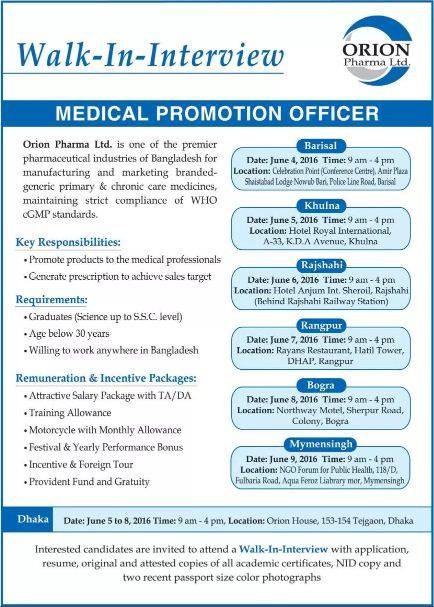 Walk-In-Interview
ORION
Pharma Ltd.
MEDICAL PROMOTION OFFICER
Orion Pharma Ltd. is one of the premier
pharmaceutical industries of Bangladesh for
manufacturing and marketing branded-
generic primary & chronic care medicines,
maintaining strict compliance of WHO
cGMP standards.
Key Responsibilities:
• Promote products to the medical professionals
• Generate prescription to achieve sales target
Requirements:
• Graduates (Science up to S.S.C. level)
• Age below 30 years
• Willing to work anywhere in Bangladesh
Remuneration & Incentive Packages:
• Attractive Salary Package with TA/DA
• Training Allowance
• Motorcycle with Monthly Allowance
• Festival & Yearly Performance Bonus
• Incentive & Foreign Tour
• Provident Fund and Gratuity
Barisal
Date: June 4, 2016 Time: 9 am - 4 pm
Location: Celebration Point (Conference Centre), Amir Plaza
Shaistabad Lodge Nowub Bari, Police Line Road, Barisal
Khulna
Date: June 5, 2016 Time: 9 am - 4 pm
Location: Hotel Royal International,
A-33, K.D.A Avenue, Khulna
Rajshahi
Date: June 6, 2016 Time: 9 am - 4 pm
Location: Hotel Anjum Int. Sheroil, Rajshahi
(Behind Rajshahi Railway Station)
Rangpur
Date: June 7, 2016 Time: 9 am - 4 pm
Location: Rayans Restaurant, Hatil Tower,
DHAP, Rangpur
Bogra
Date: June 8, 2016 Time: 9 am - 4 pm
Location: Northway Motel, Sherpur Road,
Colony, Bogra
Mymensingh
Date: June 9, 2016 Time: 9 am - 4 pm
Location: NGO Forum for Public Health, 118/D,
Fulbaria Road, Aqua Feroz Liabrary mor, Mymensingh
Dhaka Date: June 5 to 8, 2016 Time: 9 am - 4 pm, Location: Orion House, 153-154 Tejgaon, Dhaka
Interested candidates are invited to attend a Walk-In-Interview with application,
resume, original and attested copies of all academic certificates, NID copy and
two recent passport size color photographs